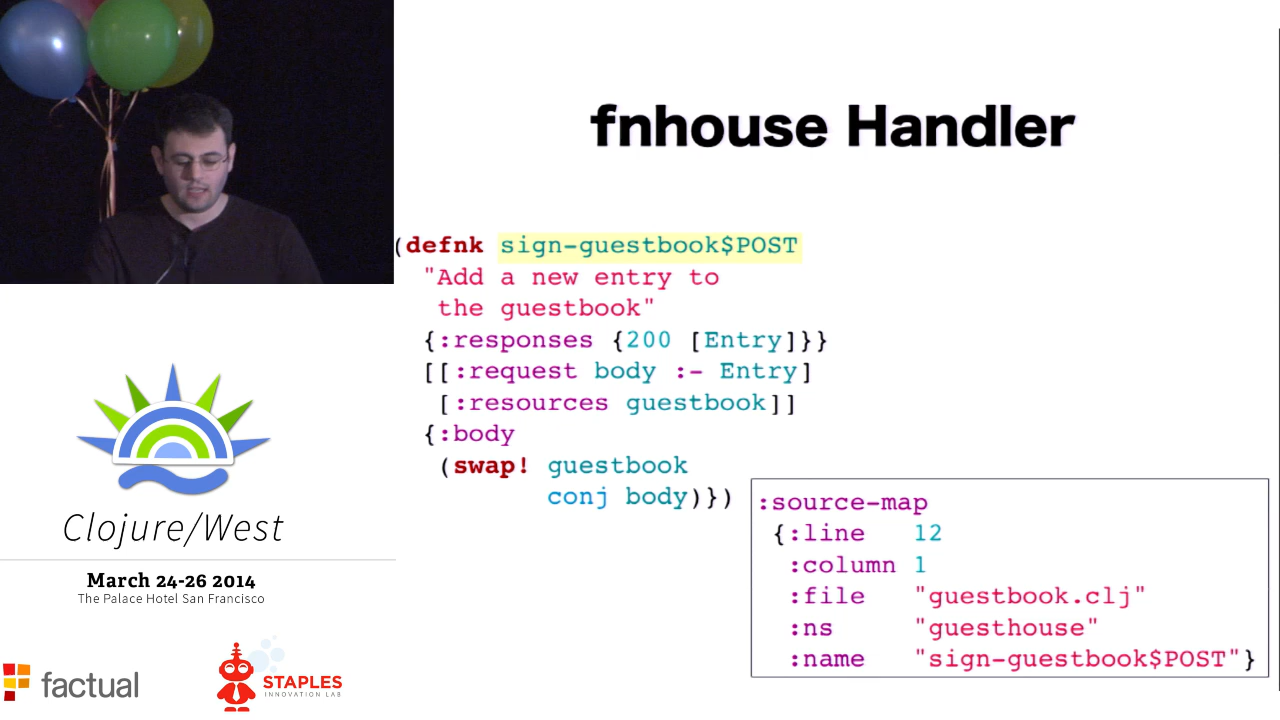 fnhouse Handler
(defnk sign-guestbook$POST
"Add a new entry to
the guestbook"
{:responses {200 [Entry]}}
[[:request body :- Entry]
[:resources guestbook]]
{:body
(swap! guestbook
conj body)})
:source-map
{:line 12
:column 1
:file "guestbook.clj"
:ns "guesthouse"
:name "sign-guestbook$POST"}
Clojure/West
March 24-26 2014
The Palace Hotel San Francisco
factual
STAPLES
INNOVATION LAB